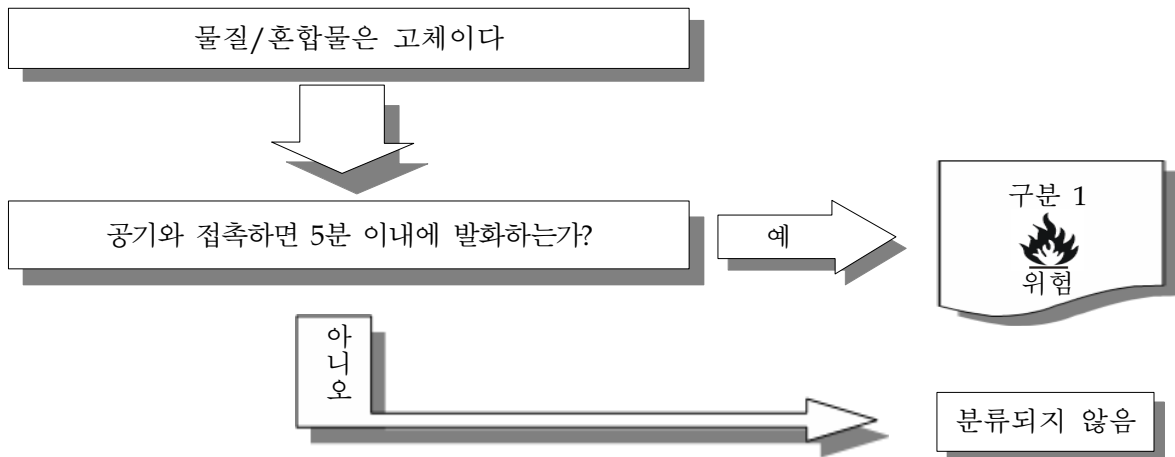 물질/혼합물은 고체이다
공기와 접촉하면 5분 이내에 발화하는가?
예
구분 1
위험
아
니
오
분류되지 않음